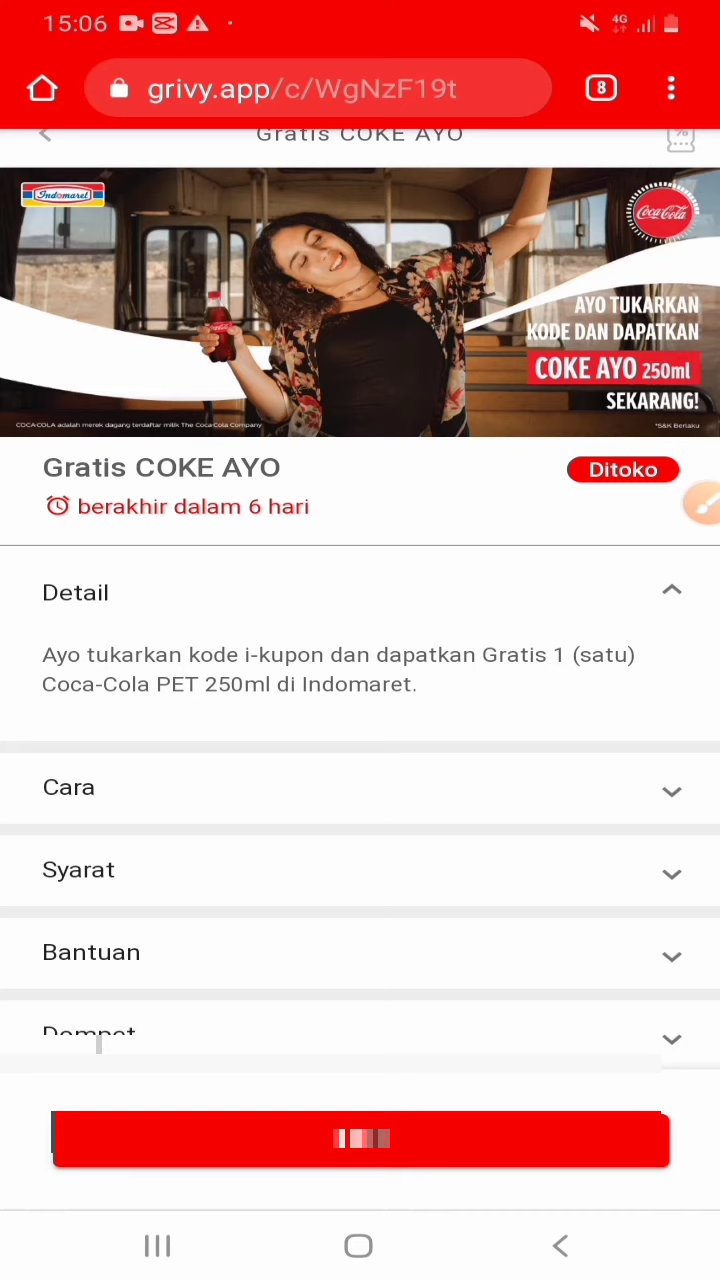 15:06
4G
grivy.app/c/WgNzF19t
8
Gratis COKE AYO
Indomaret
Coca-Cola
AYO TUKARKAN
KODE DAN DAPATKAN
COKE AYO 250ml
SEKARANG!
COCA-COLA adalah merek dagang terdaftar milik The Coca-Cola Company
*S&K Berlaku
Gratis COKE AYO
Ditoko
berakhir dalam 6 hari
Detail
Ayo tukarkan kode i-kupon dan dapatkan Gratis 1 (satu)
Coca-Cola PET 250ml di Indomaret.
Cara
Syarat
Bantuan
Dompet